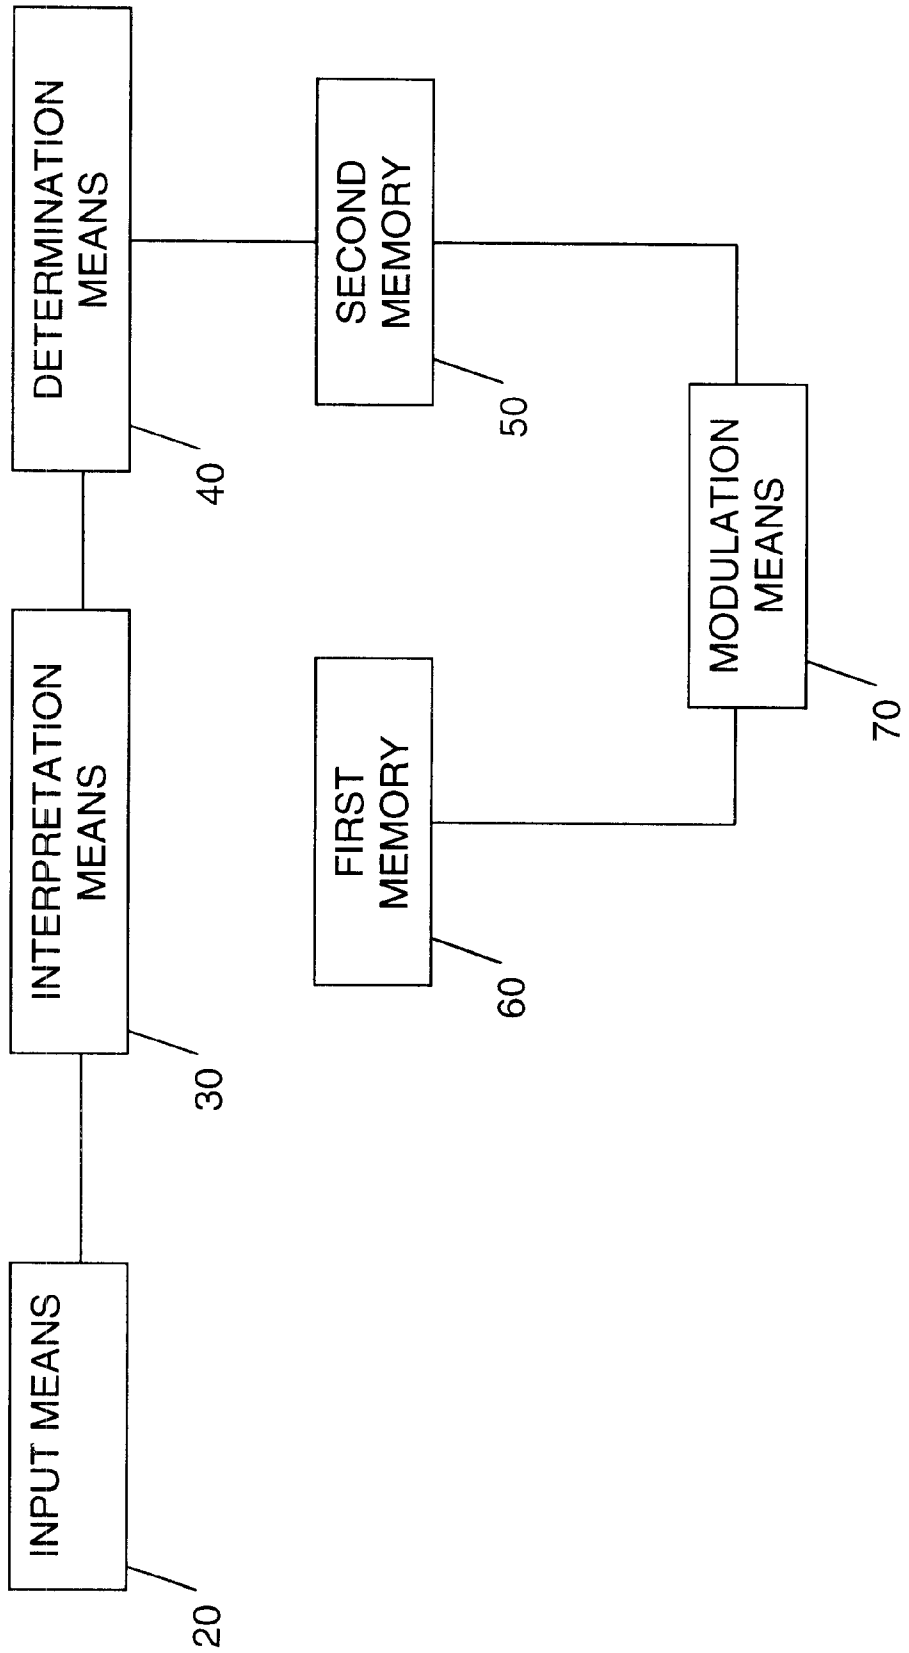 INPUT MEANS
20
INTERPRETATION
MEANS
30
DETERMINATION
MEANS
40
FIRST
MEMORY
60
SECOND
MEMORY
50
MODULATION
MEANS
70